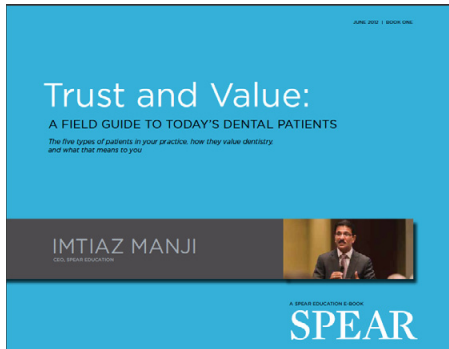 JUNE 2012 | BOOK ONE
Trust and Value:
A FIELD GUIDE TO TODAY'S DENTAL PATIENTS
The five types of patients in your practice, how they value dentistry,
and what that means to you
IMTIAZ MANJI
CEO, SPEAR EDUCATION
A SPEAR EDUCATION E-BOOK
SPEAR